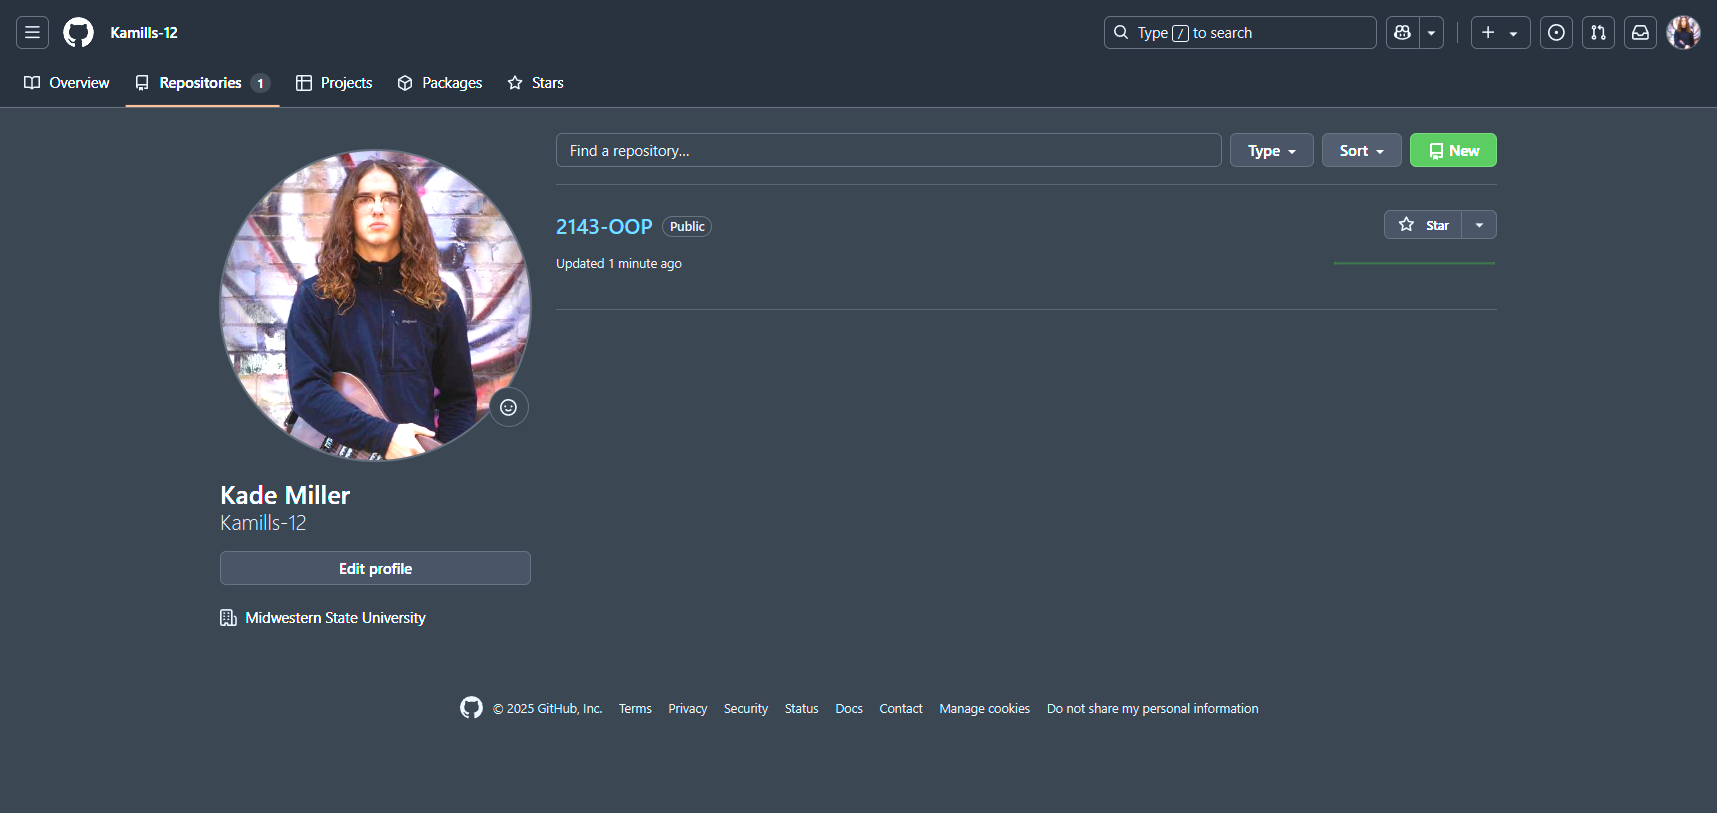 Kamills-12
Type / to search
Overview
Repositories 1
Projects
Packages
Stars
Find a repository...
Type
Sort
New
2143-OOP Public
Star
Updated 1 minute ago
Kade Miller
Kamills-12
Edit profile
Midwestern State University
© 2025 GitHub, Inc. Terms Privacy Security Status Docs Contact Manage cookies Do not share my personal information